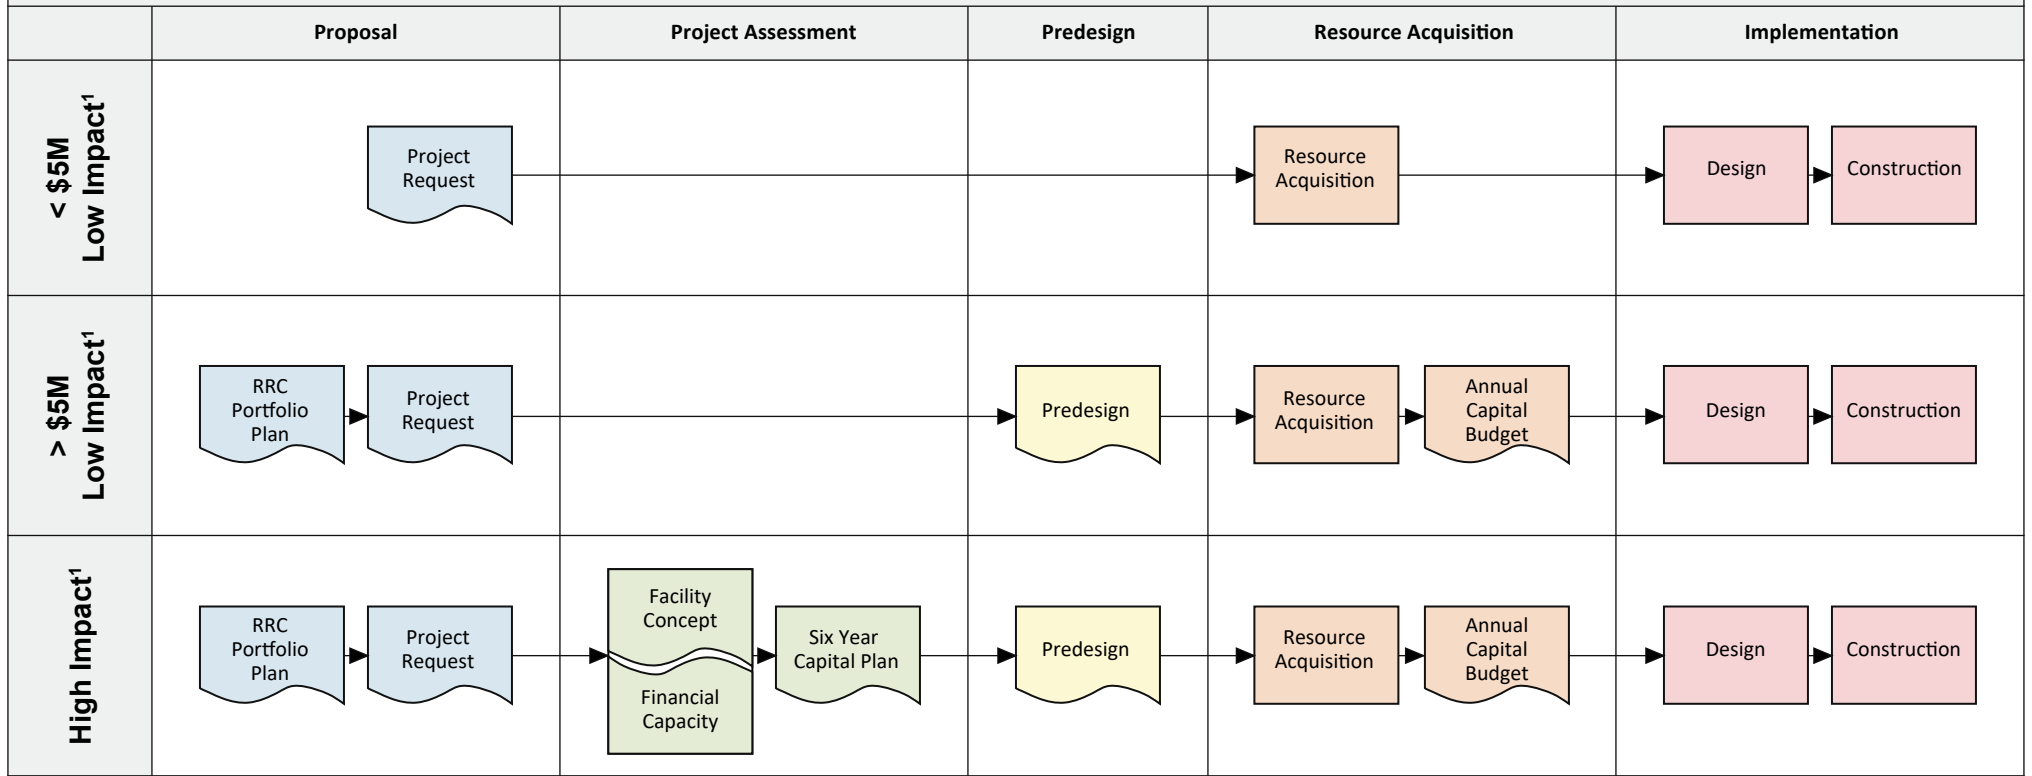 Proposal
Project Assessment
Predesign
Resource Acquisition
Implementation
< $5M
Low Impact¹
Project
Request
Resource
Acquisition
Design
Construction
> $5M
Low Impact¹
RRC
Portfolio
Plan
Project
Request
Predesign
Resource
Acquisition
Annual
Capital
Budget
Design
Construction
High Impact¹
RRC
Portfolio
Plan
Project
Request
Facility
Concept
Financial
Capacity
Six Year
Capital Plan
Predesign
Resource
Acquisition
Annual
Capital
Budget
Design
Construction